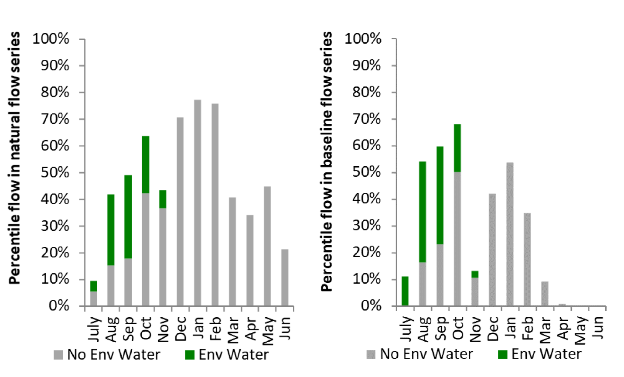 Percentile flow in natural flow series
100%
90%
80%
70%
60%
50%
40%
30%
20%
10%
0%
July
Aug
Sep
Oct
Nov
Dec
Jan
Feb
Mar
Apr
May
Jun
No Env Water
Env Water
Percentile flow in baseline flow series
100%
90%
80%
70%
60%
50%
40%
30%
20%
10%
0%
July
Aug
Sep
Oct
Nov
Dec
Jan
Feb
Mar
Apr
May
Jun
No Env Water
Env Water